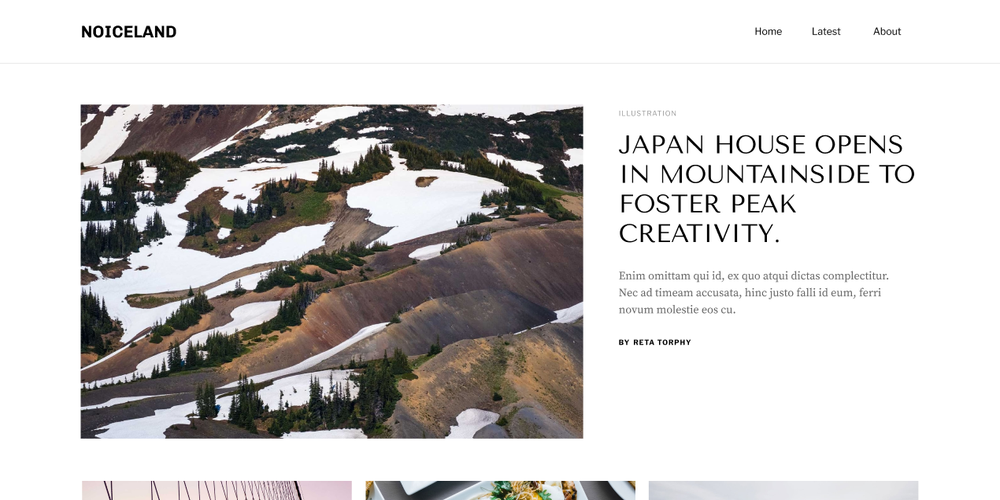 NOICELAND
Home Latest About
ILLUSTRATION
JAPAN HOUSE OPENS
IN MOUNTAINSIDE TO
FOSTER PEAK
CREATIVITY.
Enim omittam qui id, ex quo atqui dictas complectitur.
Nec ad timeam accusata, hinc justo falli id eum, ferri
novum molestie eos cu.
BY RETA TORPHY